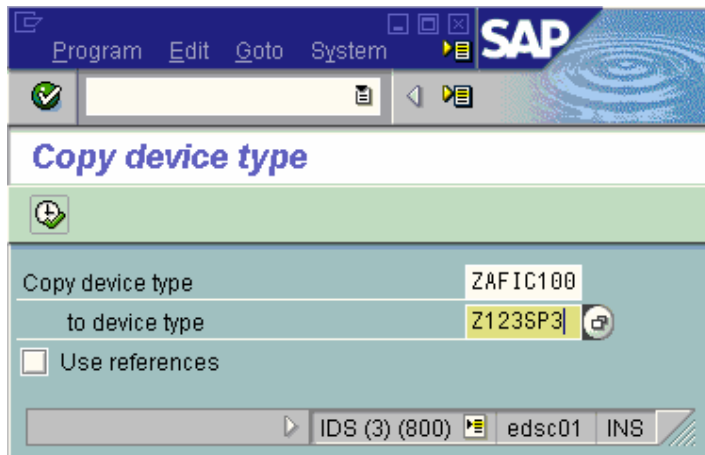 Program Edit Goto System
SAP
Copy device type
Copy device type ZAFIC100
to device type Z123SP3
Use references
IDS (3) (800) edsc01 INS